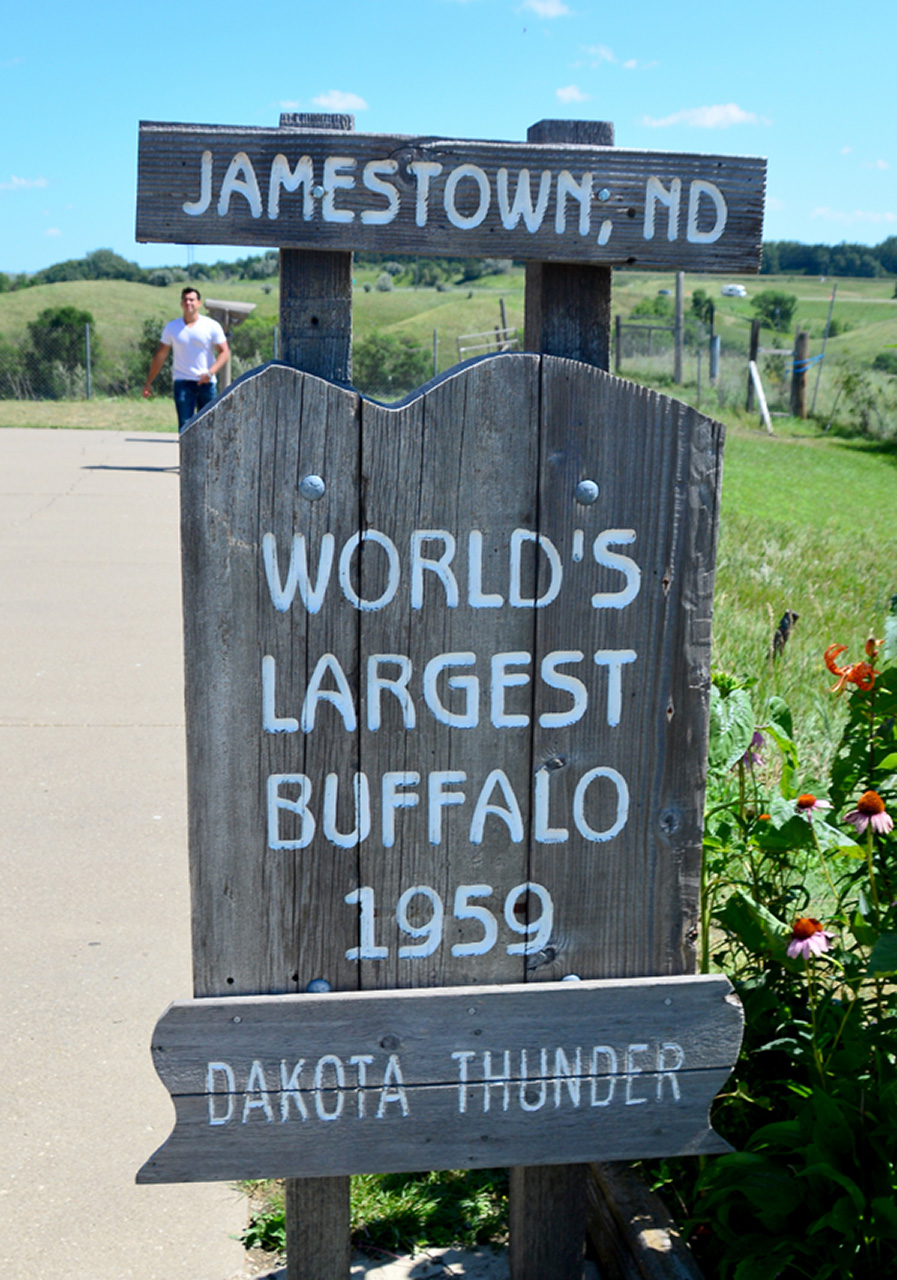 JAMESTOWN, ND
WORLD'S
LARGEST
BUFFALO
1959
DAKOTA THUNDER